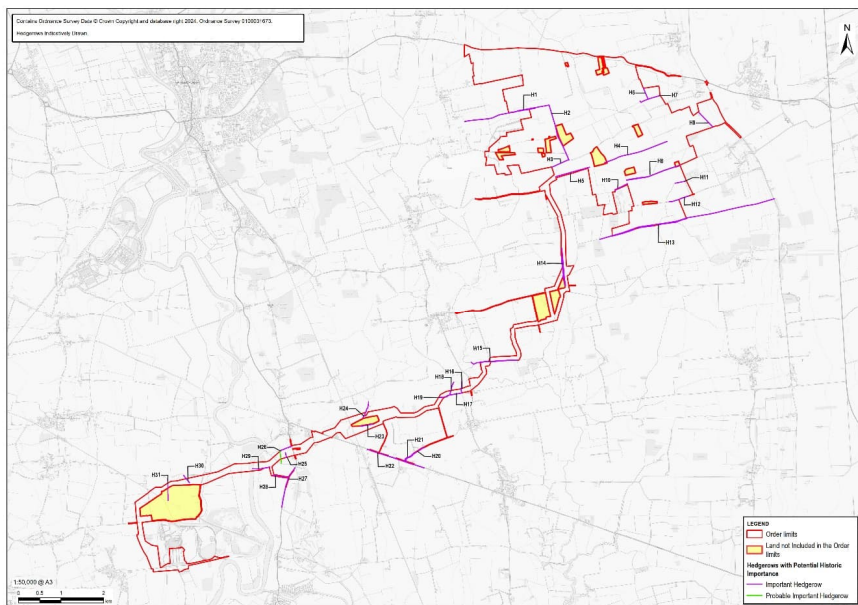 Contains Ordnance Survey Data © Crown Copyright and database right 2024. Ordnance Survey 0100031673.
Hedgerows Indicatively Drawn.
N
H1
H2
H6
H7
H4
H3
H5
H10
H11
H12
H13
H14
H15
H16
H18
H19
H17
H24
H23
H21
H20
H22
H26
H25
H29
H28
H27
H30
H31
LEGEND
Order limits
Land not Included in the Order
limits
Hedgerows with Potential Historic
Importance
Important Hedgerow
Probable Important Hedgerow
1:50,000 @ A3
0 0.5 1 2